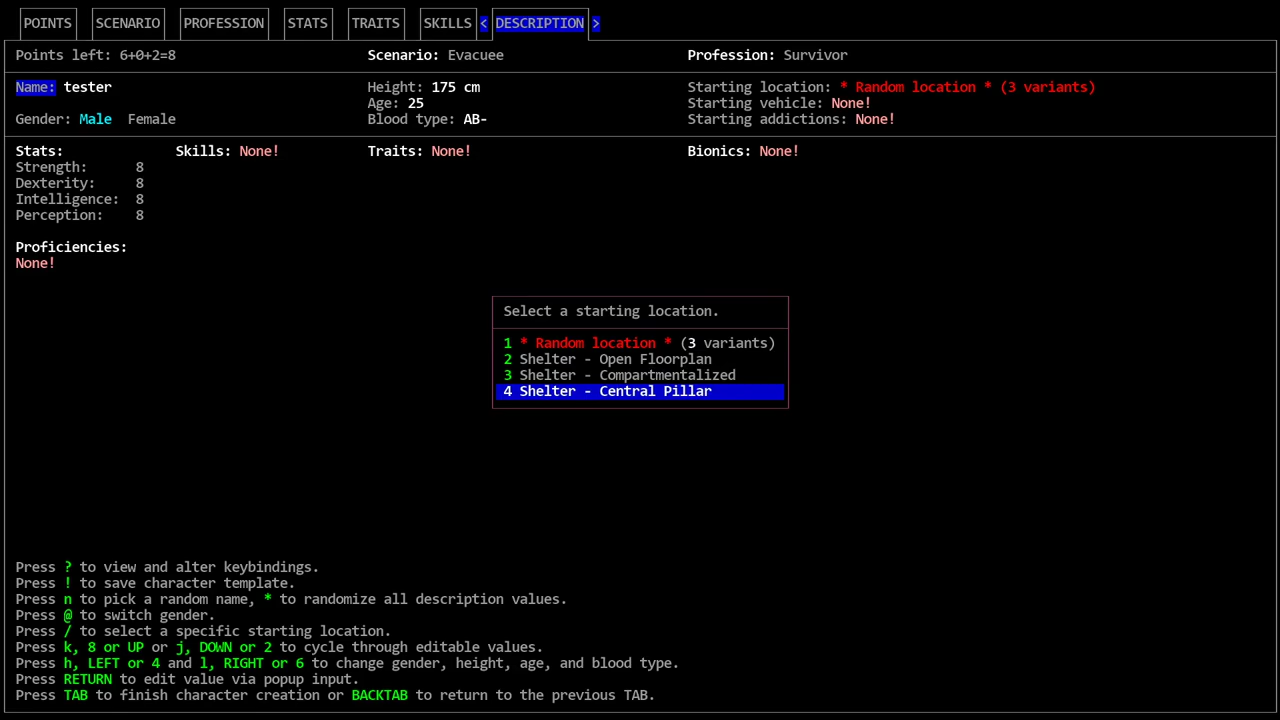 POINTS SCENARIO PROFESSION STATS TRAITS SKILLS < DESCRIPTION >
Points left: 6+0+2=8 Scenario: Evacuee Profession: Survivor
Name: tester Height: 175 cm Starting location: * Random location * (3 variants)
Age: 25 Starting vehicle: None!
Gender: Male Female Blood type: AB- Starting addictions: None!
Stats: Skills: None! Traits: None! Bionics: None!
Strength: 8
Dexterity: 8
Intelligence: 8
Perception: 8
Proficiencies:
None!
Select a starting location.
1 * Random location * (3 variants)
2 Shelter - Open Floorplan
3 Shelter - Compartmentalized
4 Shelter - Central Pillar
Press ? to view and alter keybindings.
Press ! to save character template.
Press n to pick a random name, * to randomize all description values.
Press @ to switch gender.
Press / to select a specific starting location.
Press k, 8 or UP or j, DOWN or 2 to cycle through editable values.
Press h, LEFT or 4 and l, RIGHT or 6 to change gender, height, age, and blood type.
Press RETURN to edit value via popup input.
Press TAB to finish character creation or BACKTAB to return to the previous TAB.